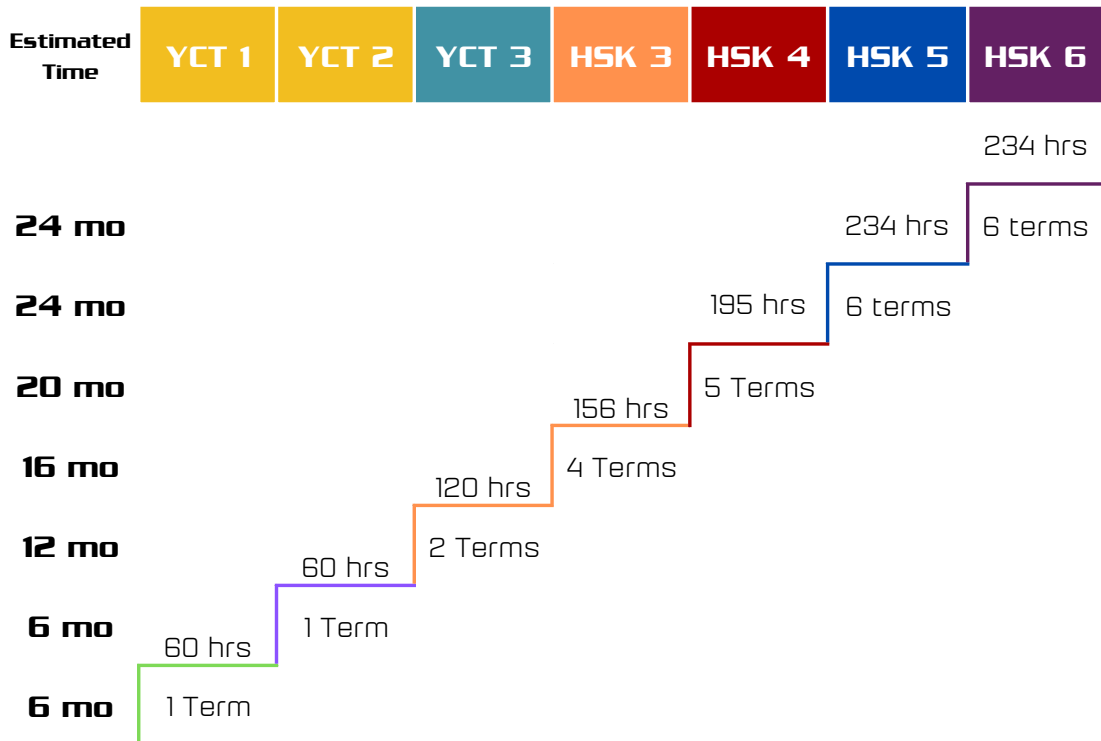 Estimated
Time
YCT 1
YCT 2
YCT 3
HSK 3
HSK 4
HSK 5
HSK 6
234 hrs
24 mo
234 hrs
6 terms
24 mo
195 hrs
6 terms
20 mo
156 hrs
5 Terms
16 mo
120 hrs
4 Terms
12 mo
60 hrs
2 Terms
6 mo
60 hrs
1 Term
6 mo
1 Term